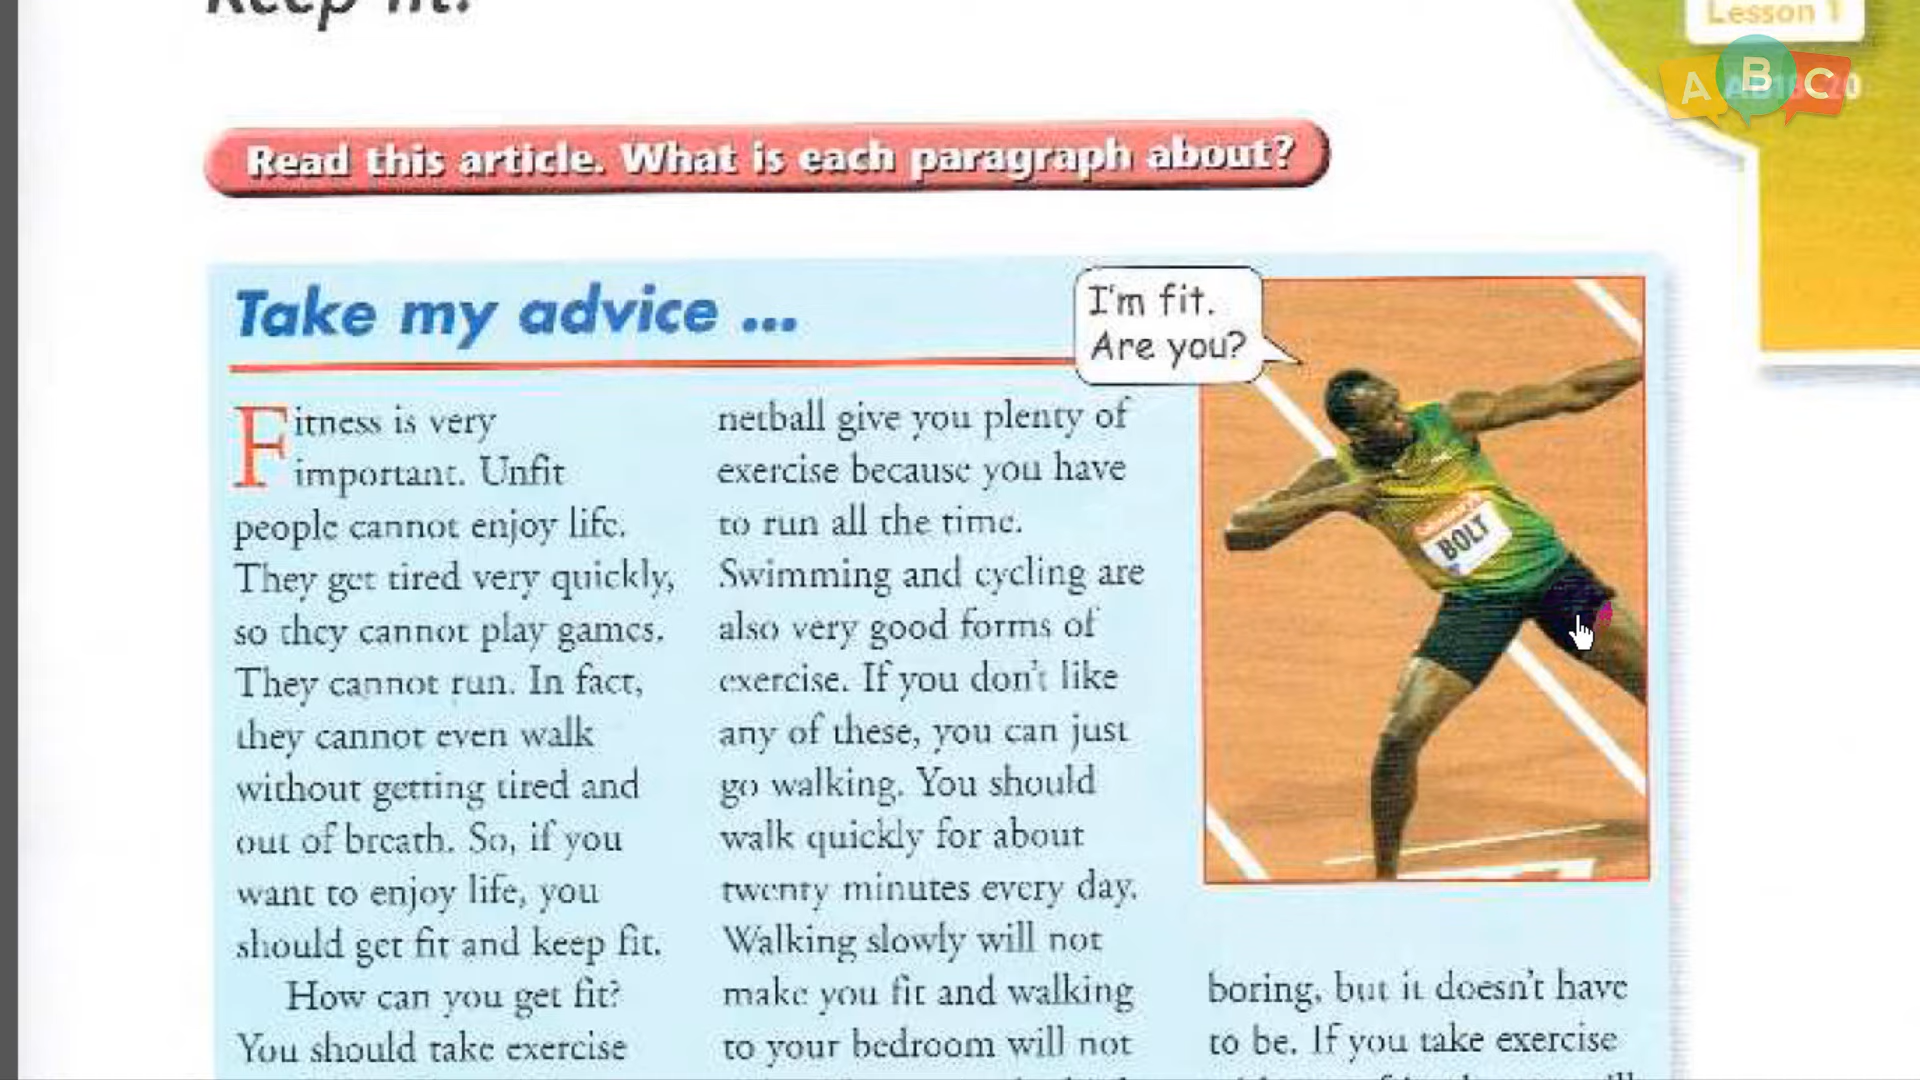 Keep fit!
Lesson 1
A B C
Read this article. What is each paragraph about?
Take my advice ...
I'm fit.
Are you?
BOLT
Fitness is very
important. Unfit
people cannot enjoy life.
They get tired very quickly,
so they cannot play games.
They cannot run. In fact,
they cannot even walk
without getting tired and
out of breath. So, if you
want to enjoy life, you
should get fit and keep fit.
How can you get fit?
You should take exercise
netball give you plenty of
exercise because you have
to run all the time.
Swimming and cycling are
also very good forms of
exercise. If you don't like
any of these, you can just
go walking. You should
walk quickly for about
twenty minutes every day.
Walking slowly will not
make you fit and walking
to your bedroom will not
boring, but it doesn't have
to be. If you take exercise